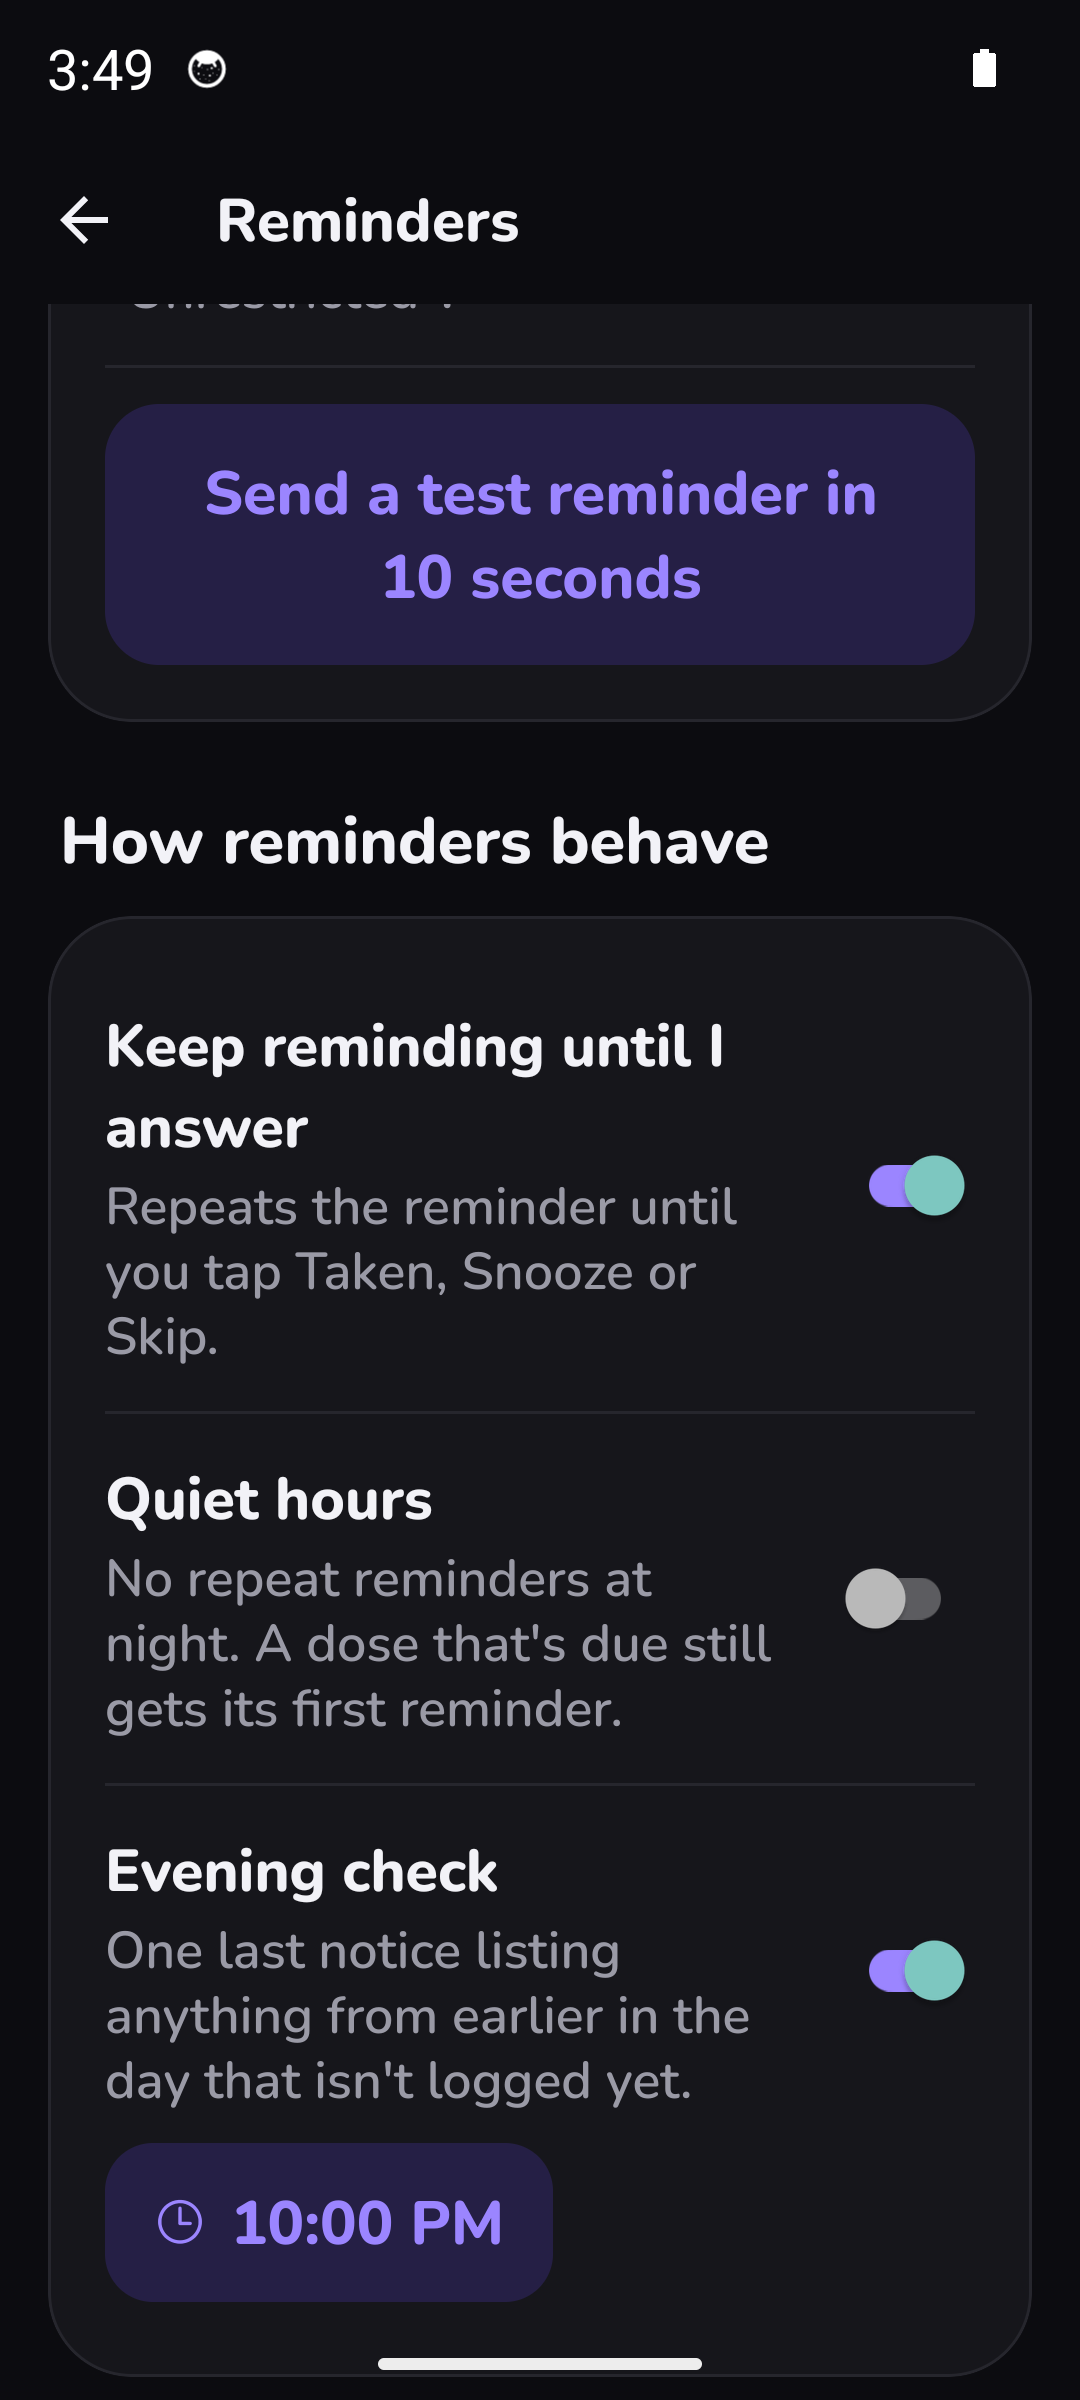 3:49
Reminders
Send a test reminder in
10 seconds
How reminders behave
Keep reminding until I
answer
Repeats the reminder until
you tap Taken, Snooze or
Skip.
Quiet hours
No repeat reminders at
night. A dose that's due still
gets its first reminder.
Evening check
One last notice listing
anything from earlier in the
day that isn't logged yet.
10:00 PM